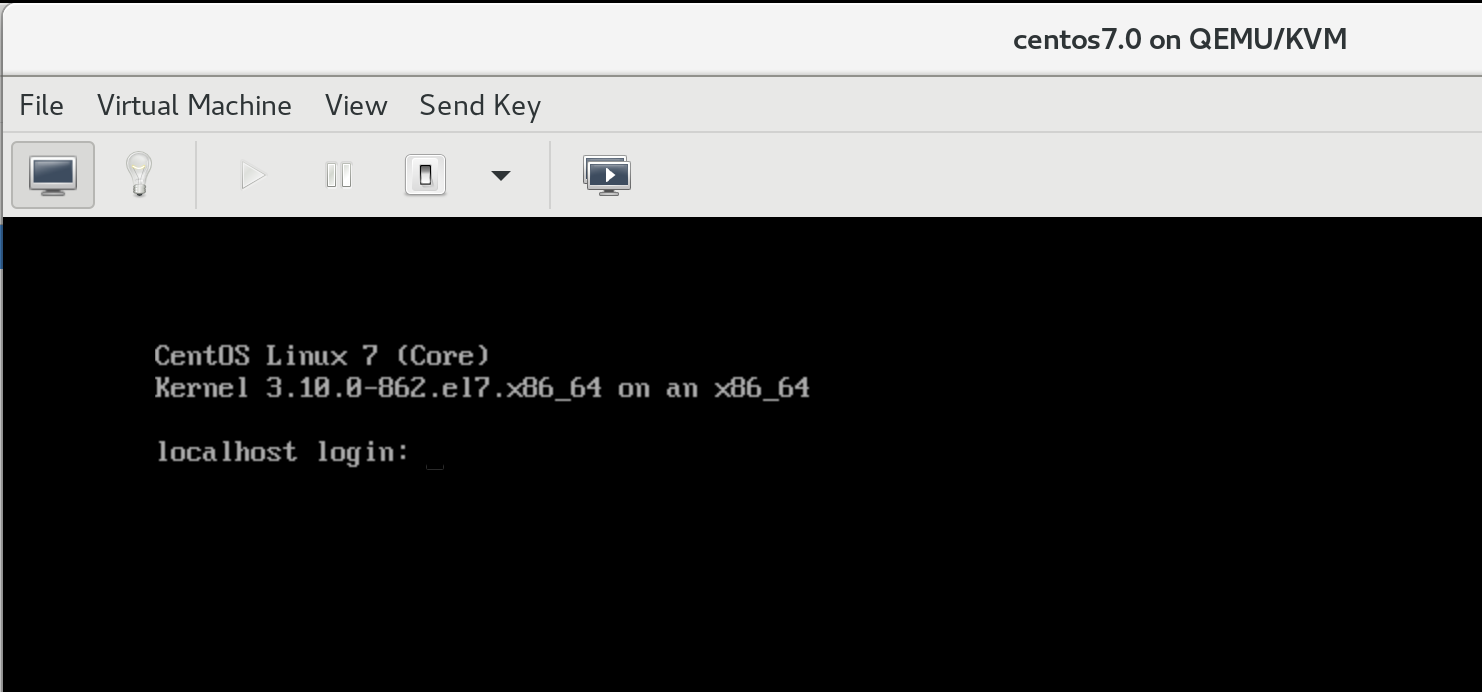 centos7.0 on QEMU/KVM
File Virtual Machine View Send Key
CentOS Linux 7 (Core)
Kernel 3.10.0-862.el7.x86_64 on an x86_64
localhost login: _